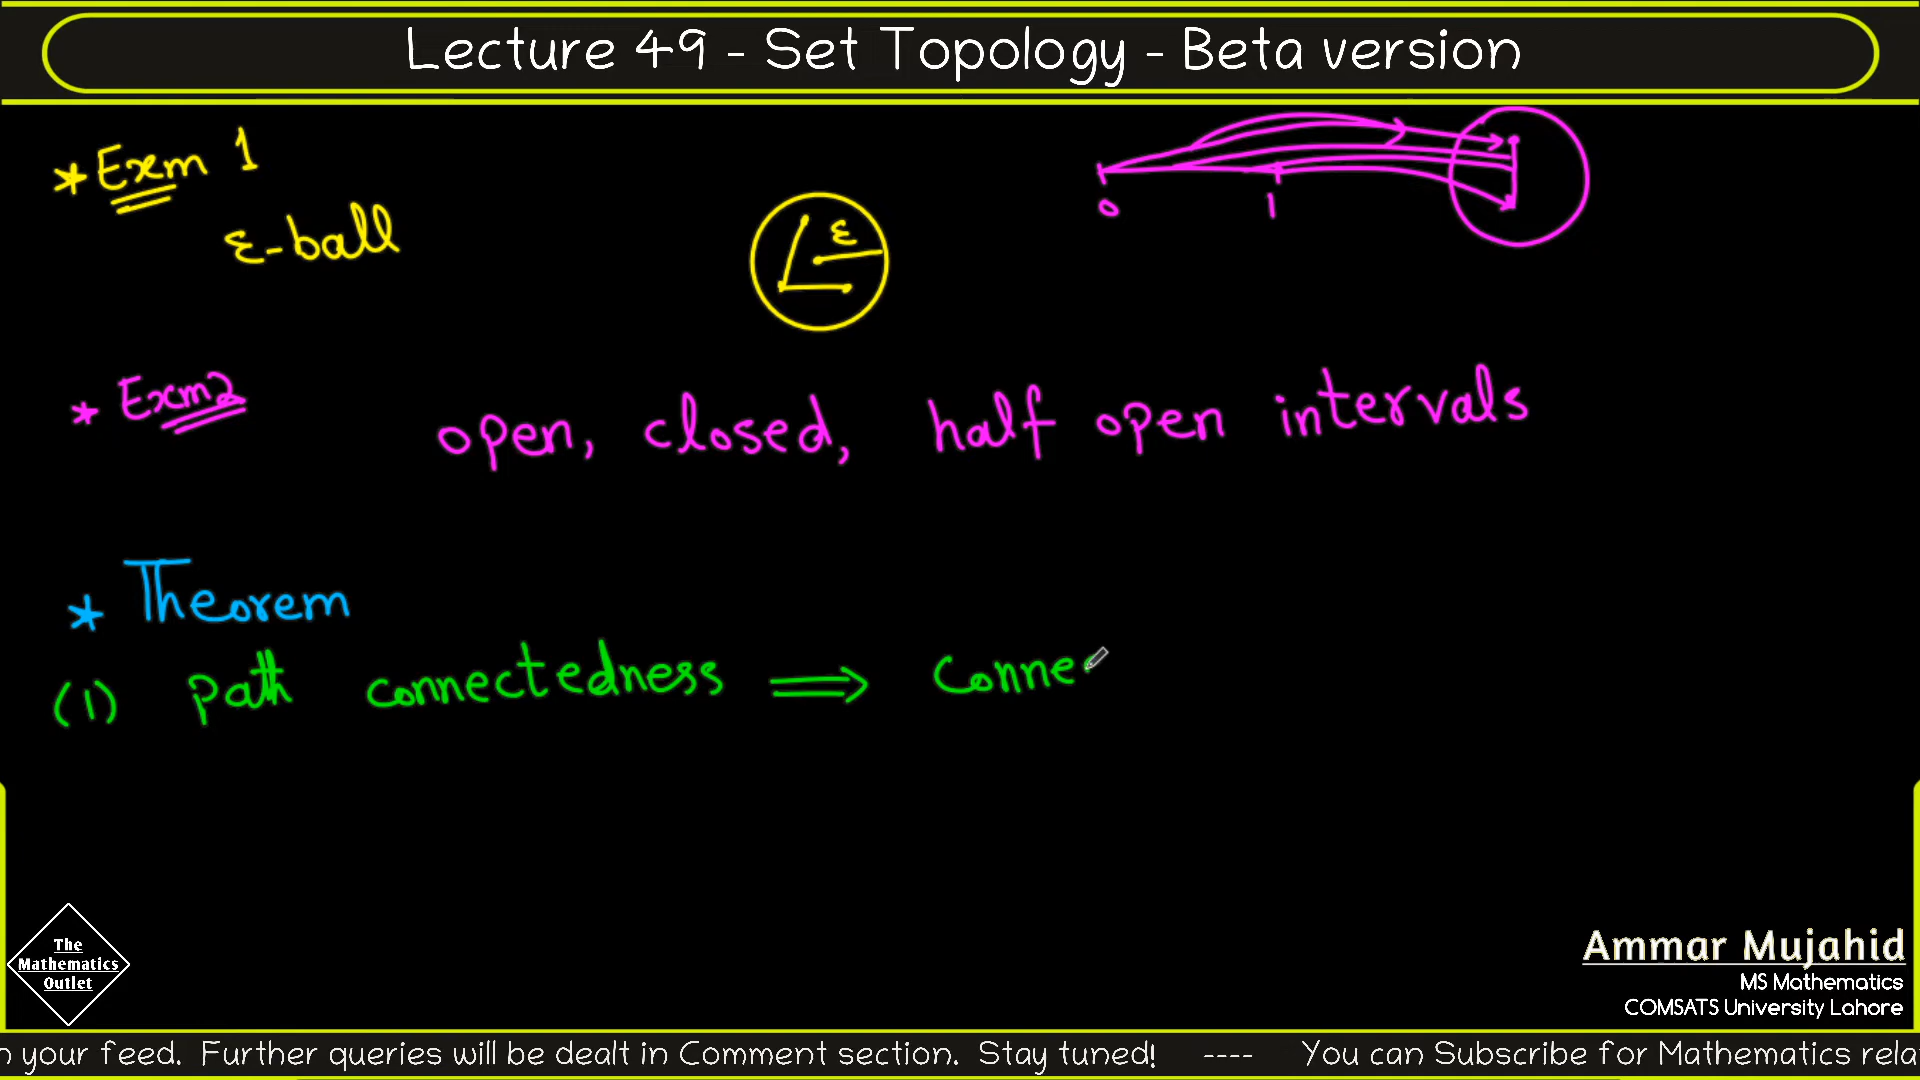 Lecture 49 - Set Topology - Beta version
* Exm 1
ε-ball
ε
0
1
* Exm2
open, closed, half open intervals
* Theorem
(1) path connectedness ⟹ Conne
The
Mathematics
Outlet
Ammar Mujahid
MS Mathematics
COMSATS University Lahore
n your feed. Further queries will be dealt in Comment section. Stay tuned! ---- You can Subscribe for Mathematics rela